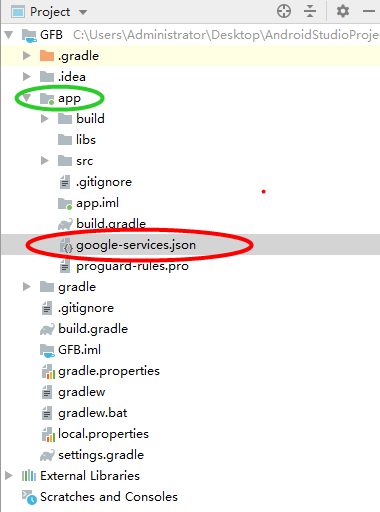 Project
GFB C:\Users\Administrator\Desktop\AndroidStudioProje
.gradle
.idea
app
build
libs
src
.gitignore
app.iml
build.gradle
google-services.json
proguard-rules.pro
gradle
.gitignore
build.gradle
GFB.iml
gradle.properties
gradlew
gradlew.bat
local.properties
settings.gradle
External Libraries
Scratches and Consoles